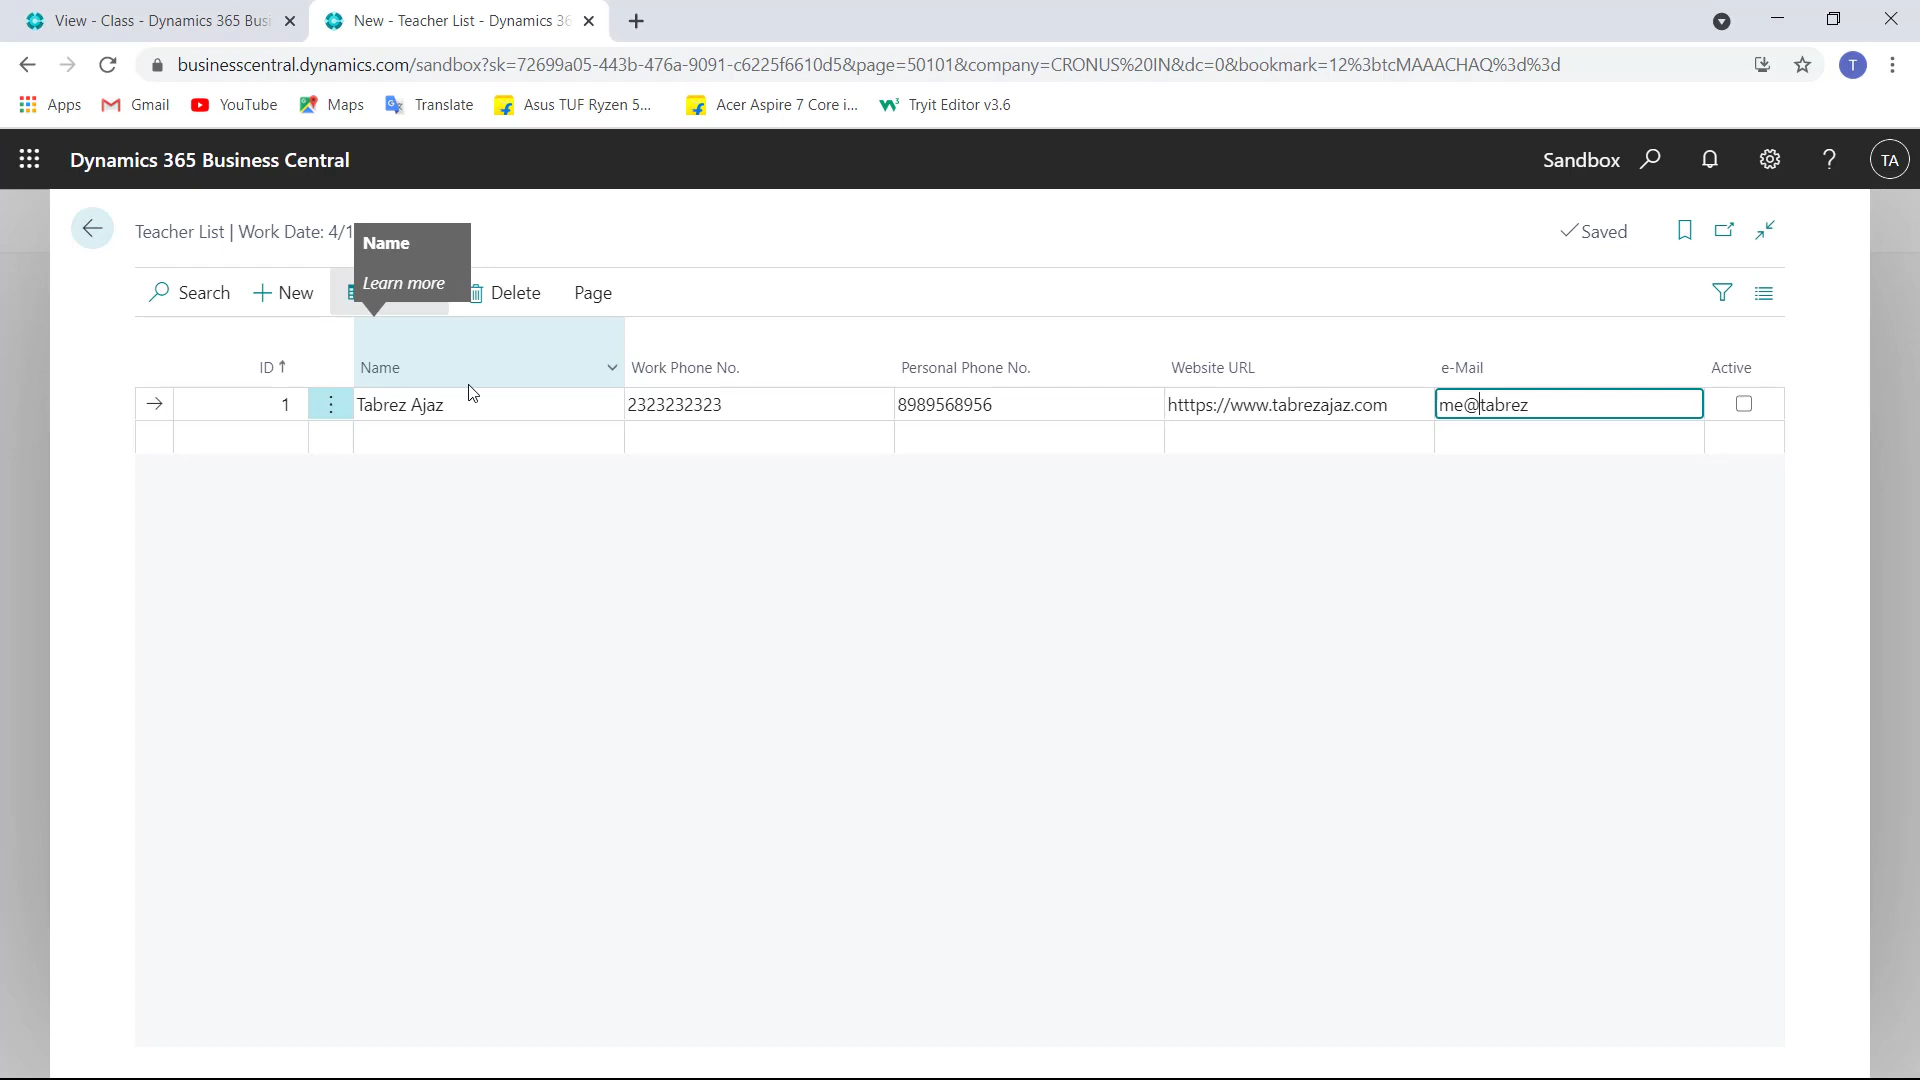 View - Class - Dynamics 365 Busi
New - Teacher List - Dynamics 36
businesscentral.dynamics.com/sandbox?sk=72699a05-443b-476a-9091-c6225f6610d5&page=50101&company=CRONUS%20IN&dc=0&bookmark=12%3btcMAAACHAQ%3d%3d
T
Apps
Gmail
YouTube
Maps
Translate
Asus TUF Ryzen 5...
Acer Aspire 7 Core i...
Tryit Editor v3.6
Dynamics 365 Business Central
Sandbox
TA
Teacher List | Work Date: 4/1
Name
Learn more
Saved
Search
New
Delete
Page
ID
Name
Work Phone No.
Personal Phone No.
Website URL
e-Mail
Active
1
Tabrez Ajaz
2323232323
8989568956
htttps://www.tabrezajaz.com
me@tabrez